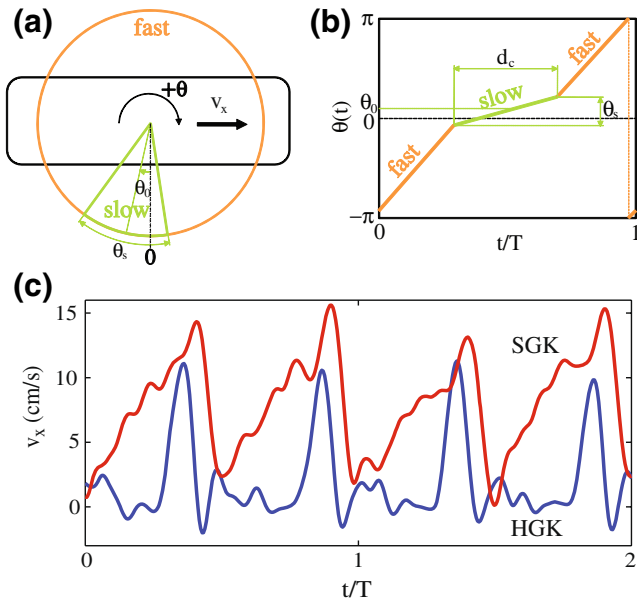 (a)
fast
+θ
v_x
θ_0
slow
θ_s
0
(b)
π
fast
d_c
slow
θ_0
0
θ(t)
θ_s
fast
−π
0
t/T
1
(c)
15
10
5
0
v_x (cm/s)
SGK
HGK
0
1
2
t/T